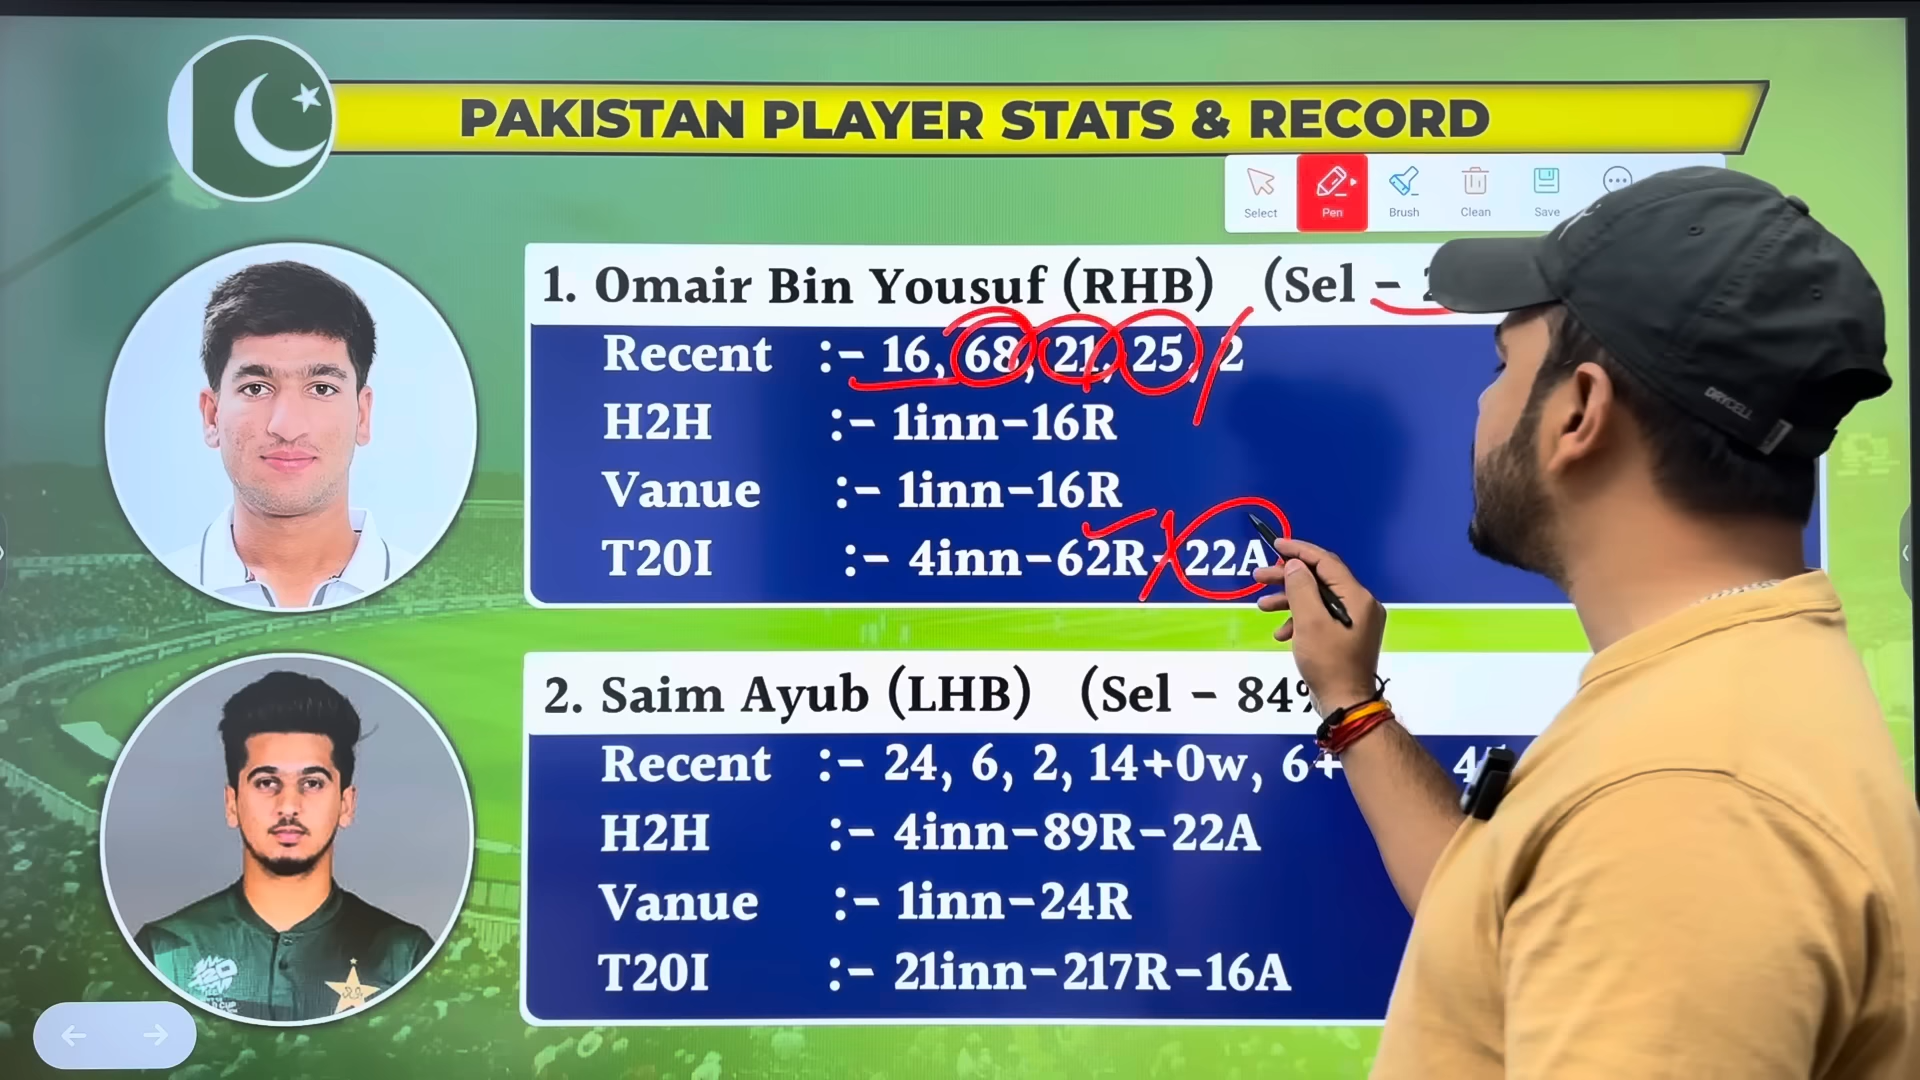 PAKISTAN PLAYER STATS & RECORD
Select Pen Brush Clean Save
1. Omair Bin Yousuf (RHB) (Sel -
Recent :- 16, 68, 21, 25, 2
H2H :- 1inn-16R
Vanue :- 1inn-16R
T20I :- 4inn-62R-22A
2. Saim Ayub (LHB) (Sel - 84%
Recent :- 24, 6, 2, 14+0w, 6+
H2H :- 4inn-89R-22A
Vanue :- 1inn-24R
T20I :- 21inn-217R-16A
DRYCELL